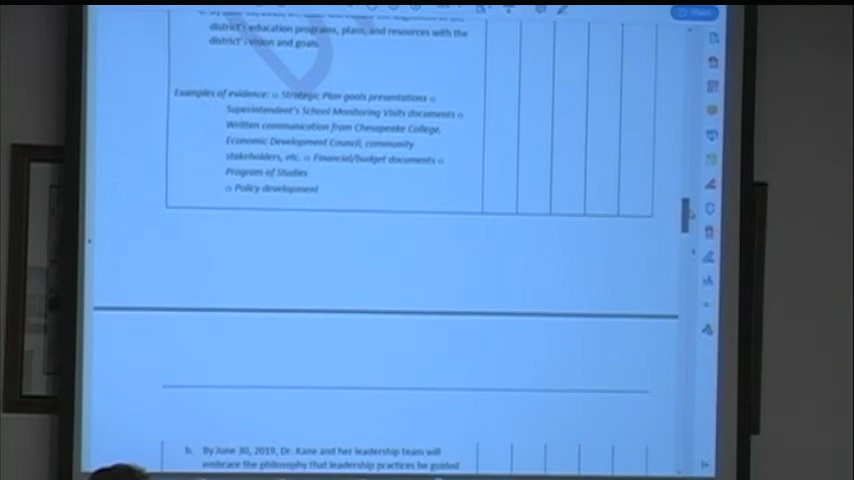 district's education programs, plans, and resources with the
district's vision and goals.
Examples of evidence: o Strategic Plan goals presentations o
Superintendent's School Monitoring Visits documents o
Written communication from Chesapeake College,
Economic Development Council, community
stakeholders, etc. o Financial/budget documents o
Program of Studies
o Policy development
b. By June 30, 2019, Dr. Kane and her leadership team will
embrace the philosophy that leadership practices be guided